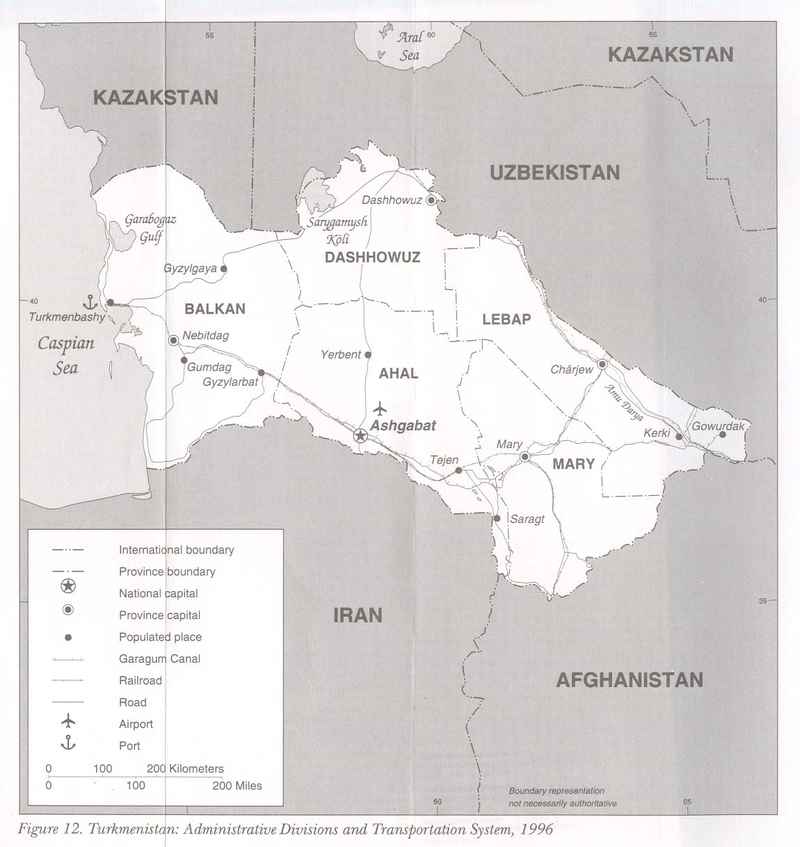 55
60
65
Aral
Sea
KAZAKSTAN
KAZAKSTAN
UZBEKISTAN
Dashhowuz
Garabogaz
Gulf
Sarygamysh
Köli
DASHHOWUZ
Gyzylgaya
40
40
BALKAN
Turkmenbashy
LEBAP
Nebitdag
Caspian
Sea
Yerbent
Gumdag
AHAL
Chärjew
Gyzylarbat
Amu Darya
Ashgabat
Kerki
Gowurdak
Mary
Tejen
MARY
Saragt
International boundary
Province boundary
National capital
Province capital
Populated place
Garagum Canal
Railroad
Road
Airport
Port
0 100 200 Kilometers
0 100 200 Miles
35
IRAN
AFGHANISTAN
Boundary representation
not necessarily authoritative
60
65
Figure 12. Turkmenistan: Administrative Divisions and Transportation System, 1996